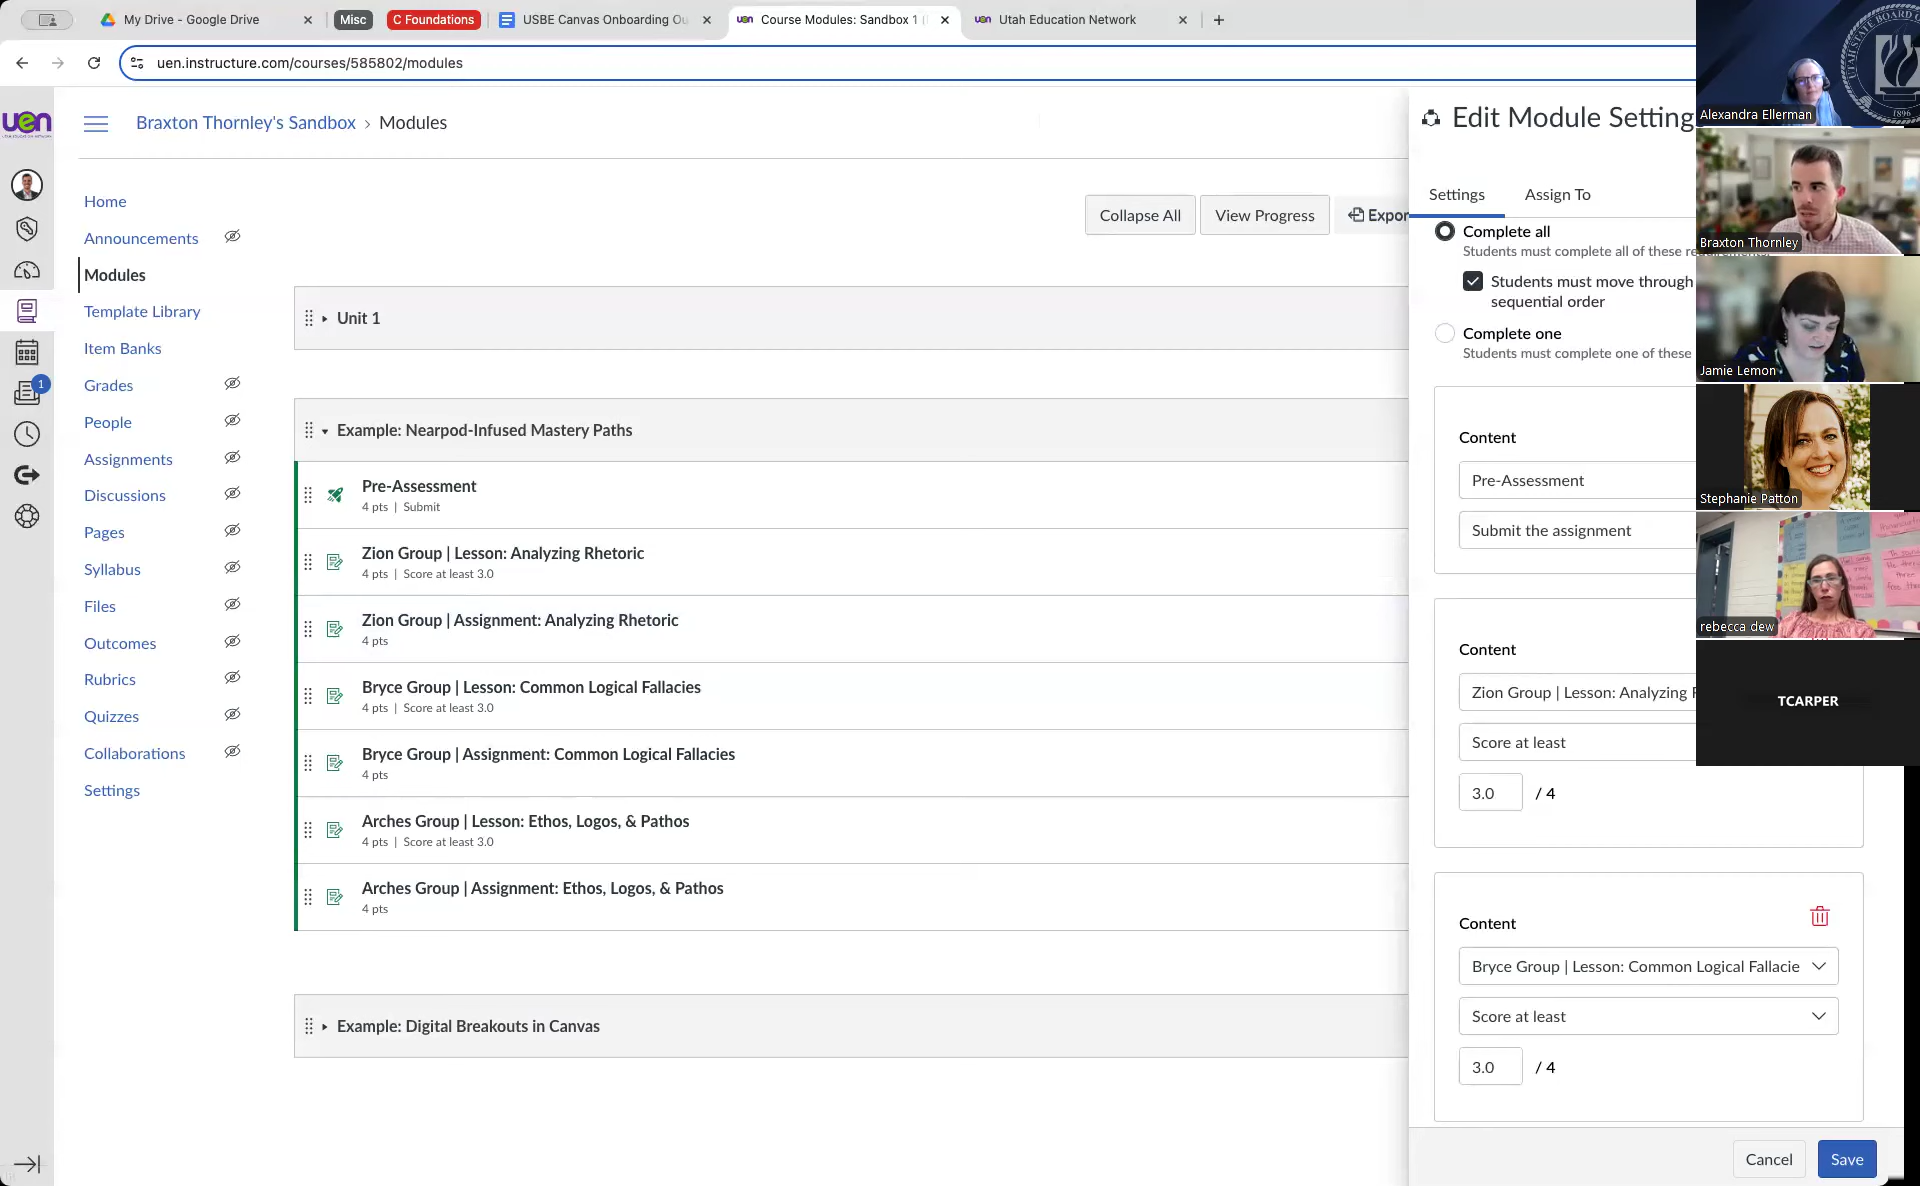 My Drive - Google Drive
Misc
C Foundations
USBE Canvas Onboarding Ou
Course Modules: Sandbox 1
Utah Education Network
uen.instructure.com/courses/585802/modules
uen
Braxton Thornley's Sandbox › Modules
Home
Announcements
Modules
Template Library
Item Banks
Grades
People
Assignments
Discussions
Pages
Syllabus
Files
Outcomes
Rubrics
Quizzes
Collaborations
Settings
1
Collapse All
View Progress
Expor
Unit 1
Example: Nearpod-Infused Mastery Paths
Pre-Assessment
4 pts | Submit
Zion Group | Lesson: Analyzing Rhetoric
4 pts | Score at least 3.0
Zion Group | Assignment: Analyzing Rhetoric
4 pts
Bryce Group | Lesson: Common Logical Fallacies
4 pts | Score at least 3.0
Bryce Group | Assignment: Common Logical Fallacies
4 pts
Arches Group | Lesson: Ethos, Logos, & Pathos
4 pts | Score at least 3.0
Arches Group | Assignment: Ethos, Logos, & Pathos
4 pts
Example: Digital Breakouts in Canvas
Edit Module Setting
Settings
Assign To
Complete all
Students must complete all of these re
Students must move through
sequential order
Complete one
Students must complete one of these
Content
Pre-Assessment
Submit the assignment
Content
Zion Group | Lesson: Analyzing
Score at least
3.0 / 4
Content
Bryce Group | Lesson: Common Logical Fallacie
Score at least
3.0 / 4
Cancel
Save
Alexandra Ellerman
UTAH STATE BOARD
1896
Braxton Thornley
Jamie Lemon
Stephanie Patton
rebecca dew
TCARPER